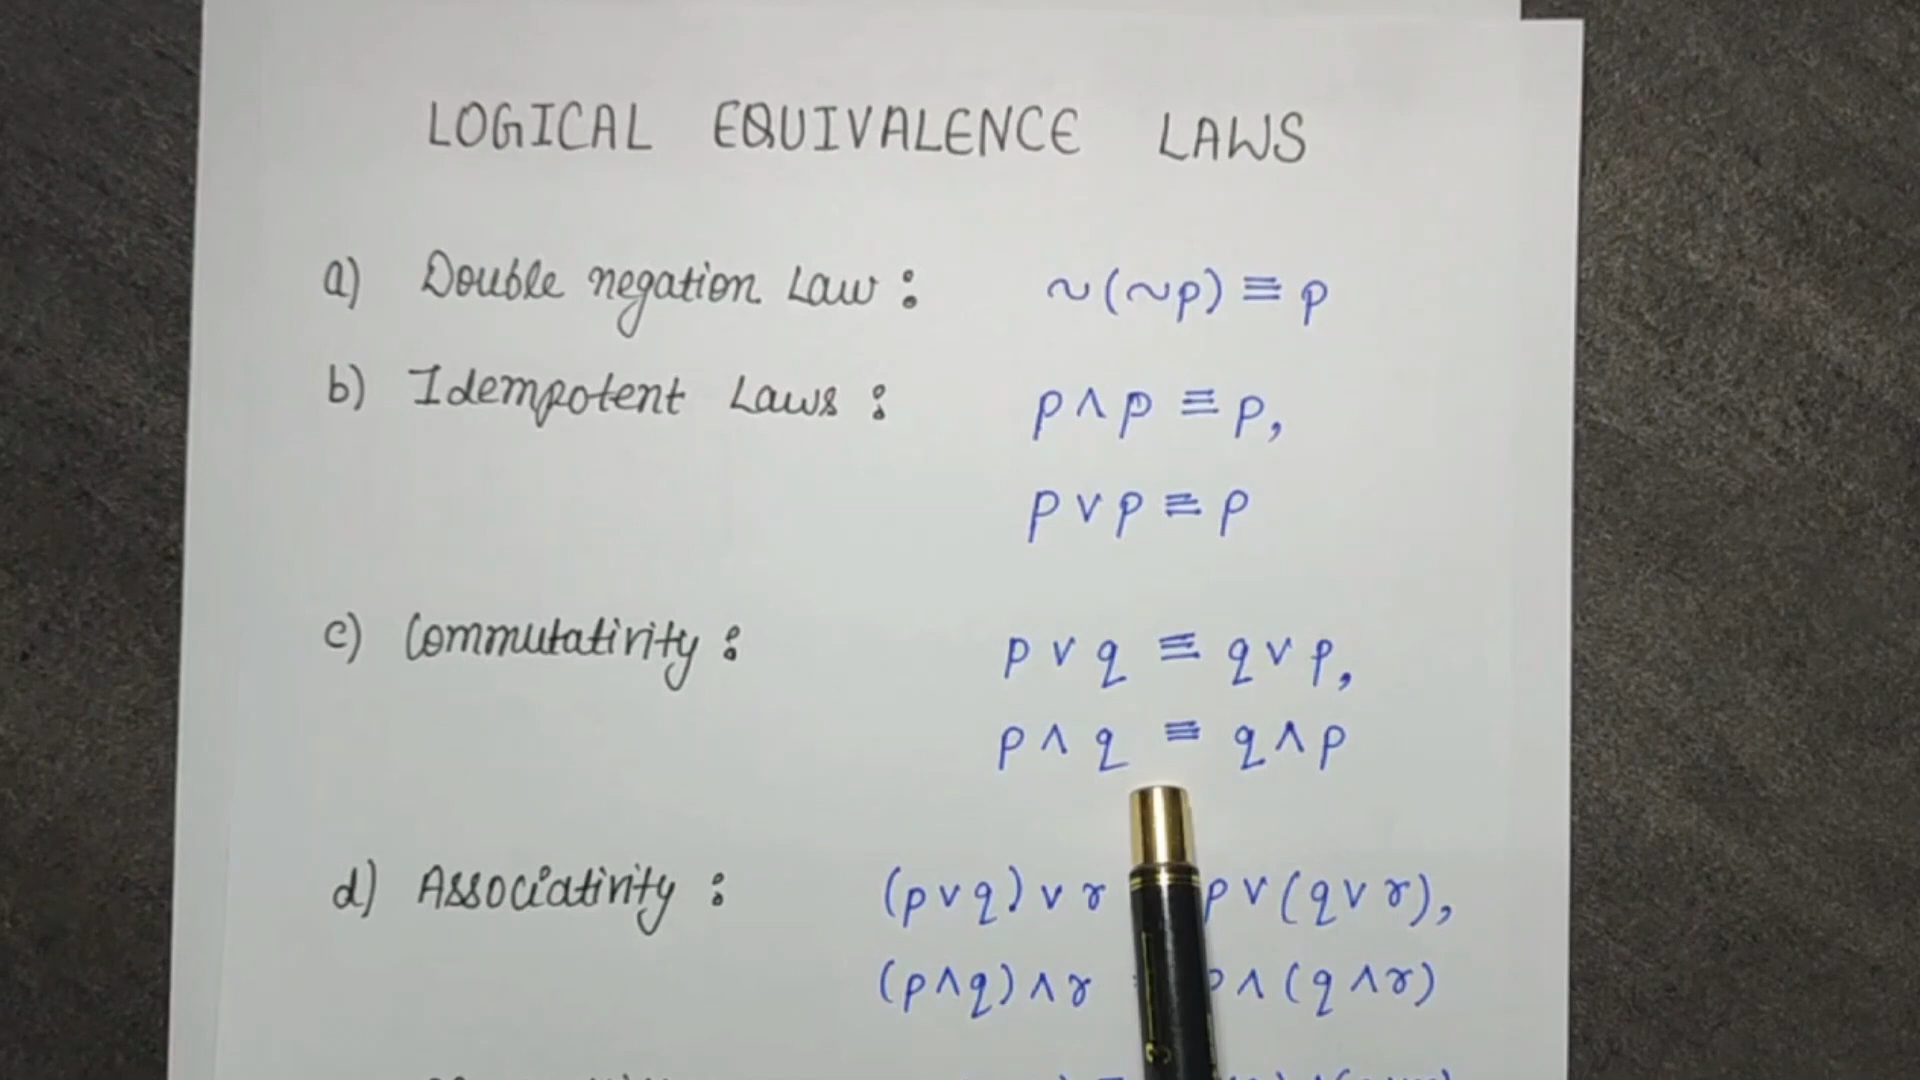 LOGICAL EQUIVALENCE LAWS
a) Double negation Law : ~(~p) ≡ p
b) Idempotent Laws : p ∧ p ≡ p,
p ∨ p ≡ p
c) Commutativity : p ∨ q ≡ q ∨ p,
p ∧ q ≡ q ∧ p
d) Associativity : (p ∨ q) ∨ r p ∨ (q ∨ r),
(p ∧ q) ∧ r p ∧ (q ∧ r)